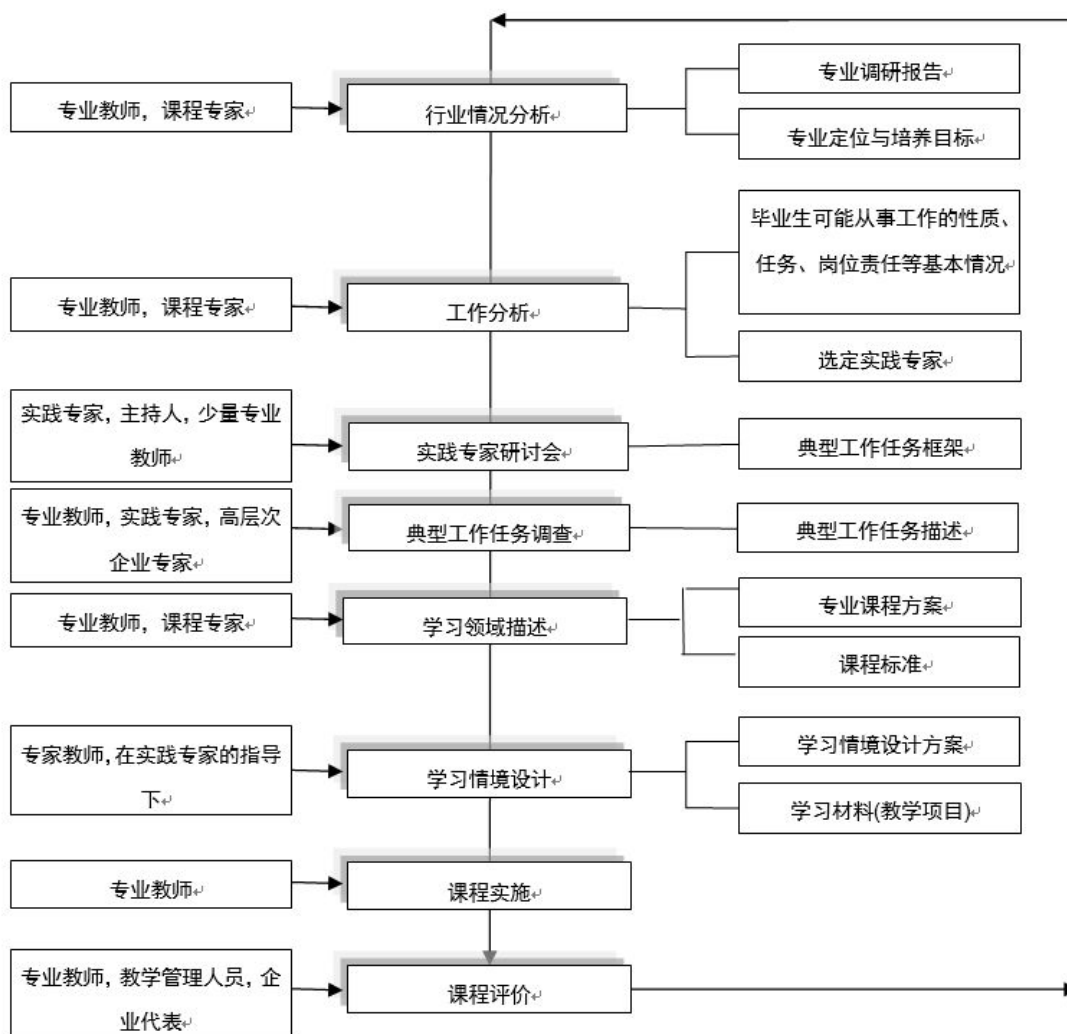 专业调研报告
专业教师，课程专家
行业情况分析
专业定位与培养目标
毕业生可能从事工作的性质、
任务、岗位责任等基本情况
专业教师，课程专家
工作分析
选定实践专家
实践专家，主持人，少量专业
教师
实践专家研讨会
典型工作任务框架
专业教师，实践专家，高层次
企业专家
典型工作任务调查
典型工作任务描述
专业教师，课程专家
学习领域描述
专业课程方案
课程标准
专家教师,在实践专家的指导
下
学习情境设计
学习情境设计方案
学习材料(教学项目)
专业教师
课程实施
专业教师，教学管理人员，企
业代表
课程评价